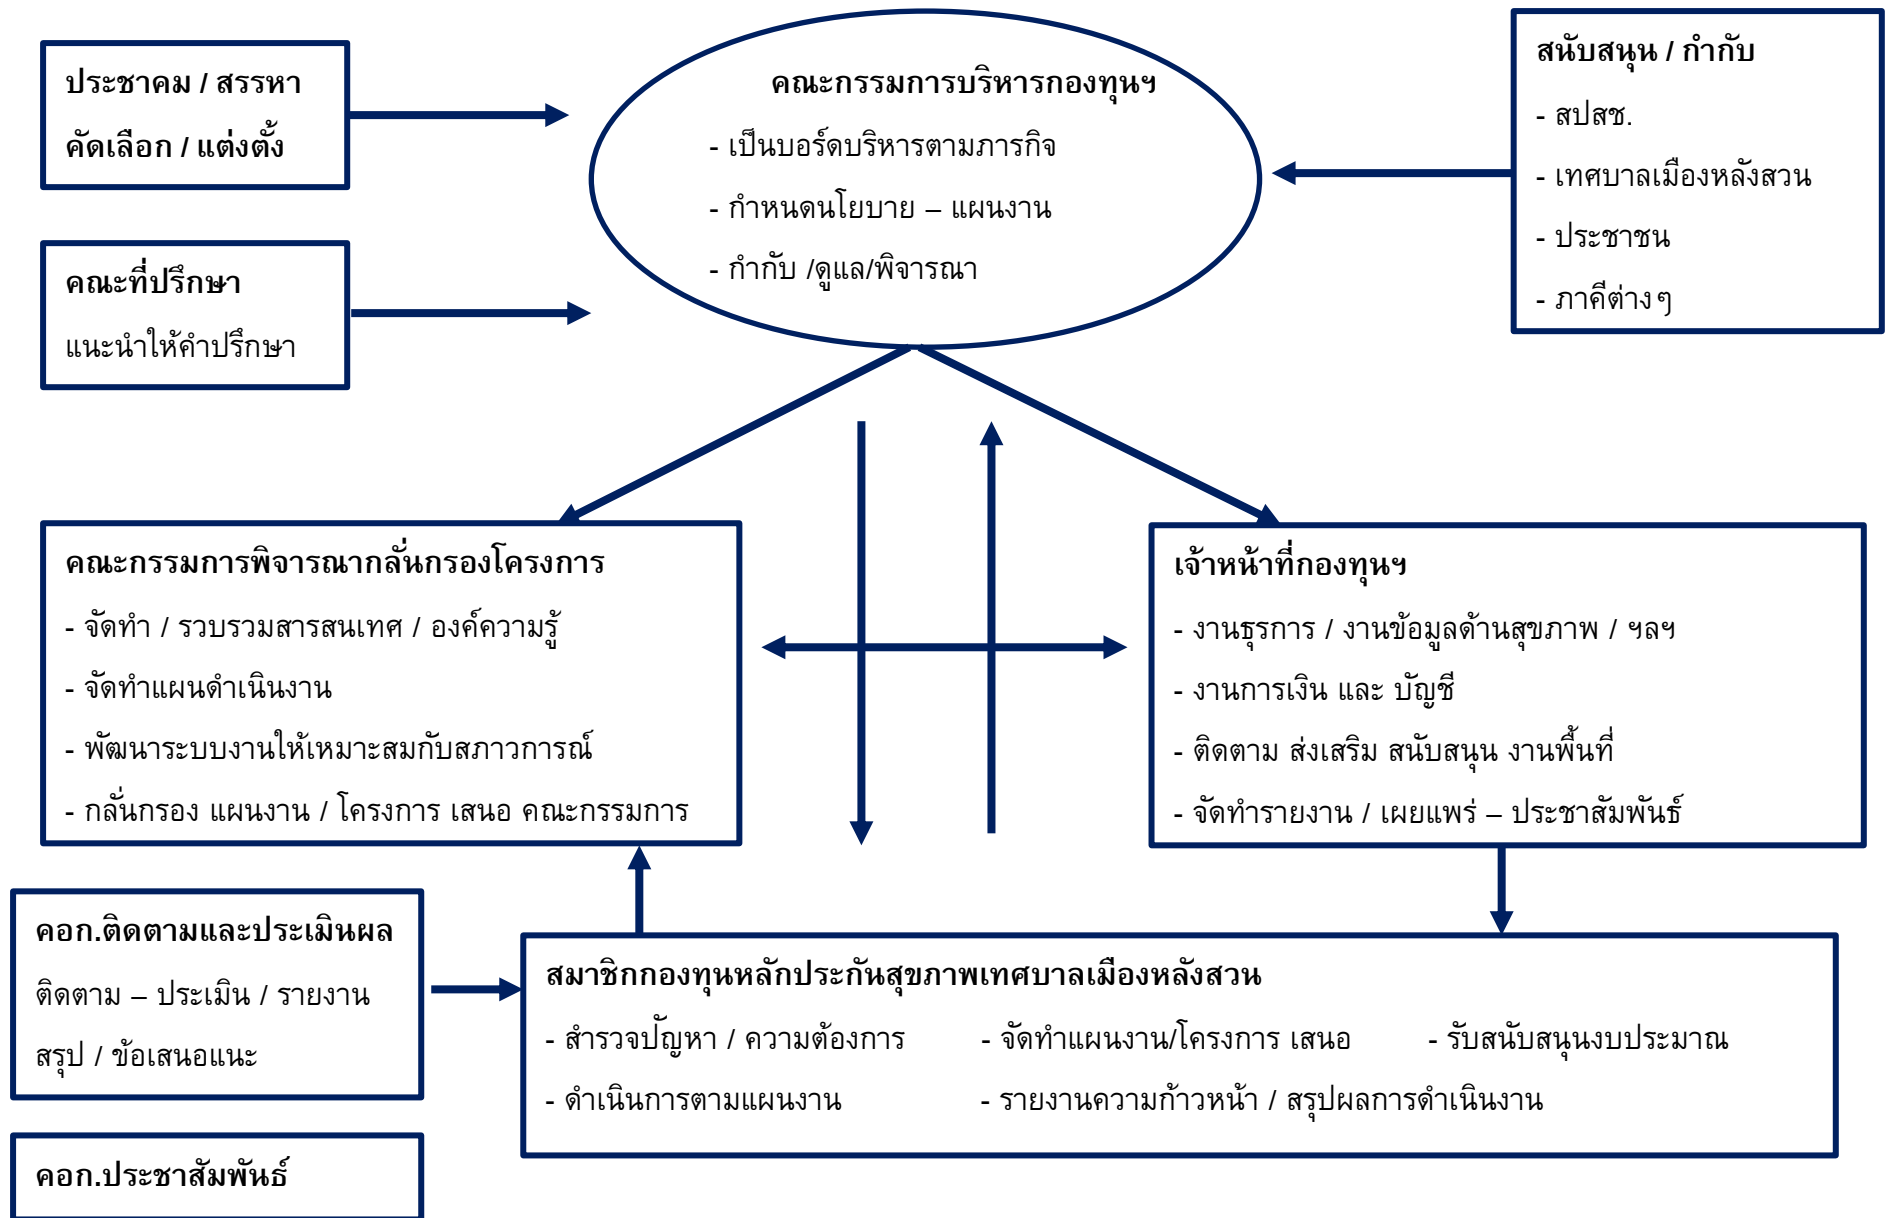 ประชาคม / สรรหา
คัดเลือก / แต่งตั้ง
คณะกรรมการบริหารกองทุนฯ
- เป็นบอร์ดบริหารตามภารกิจ
- กำหนดนโยบาย – แผนงาน
- กำกับ /ดูแล/พิจารณา
สนับสนุน / กำกับ
- สปสช.
- เทศบาลเมืองหลังสวน
- ประชาชน
- ภาคีต่างๆ
คณะที่ปรึกษา
แนะนำให้คำปรึกษา
คณะกรรมการพิจารณากลั่นกรองโครงการ
- จัดทำ / รวบรวมสารสนเทศ / องค์ความรู้
- จัดทำแผนดำเนินงาน
- พัฒนาระบบงานให้เหมาะสมกับสภาวการณ์
- กลั่นกรอง แผนงาน / โครงการ เสนอ คณะกรรมการ
เจ้าหน้าที่กองทุนฯ
- งานธุรการ / งานข้อมูลด้านสุขภาพ / ฯลฯ
- งานการเงิน และ บัญชี
- ติดตาม ส่งเสริม สนับสนุน งานพื้นที่
- จัดทำรายงาน / เผยแพร่ – ประชาสัมพันธ์
คอก.ติดตามและประเมินผล
ติดตาม – ประเมิน / รายงาน
สรุป / ข้อเสนอแนะ
สมาชิกกองทุนหลักประกันสุขภาพเทศบาลเมืองหลังสวน
- สำรวจปัญหา / ความต้องการ - จัดทำแผนงาน/โครงการ เสนอ - รับสนับสนุนงบประมาณ
- ดำเนินการตามแผนงาน - รายงานความก้าวหน้า / สรุปผลการดำเนินงาน
คอก.ประชาสัมพันธ์